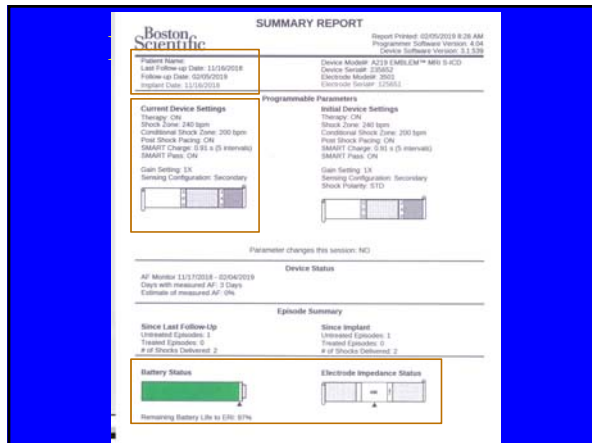 Boston
Scientific
SUMMARY REPORT
Report Printed: 02/05/2019 8:28 AM
Programmer Software Version: 4.04
Device Software Version: 3.1.539
Patient Name:
Last Follow-up Date: 11/16/2018
Follow-up Date: 02/05/2019
Implant Date: 11/16/2018
Device Model#: A219 EMBLEM™ MRI S-ICD
Device Serial#: 235652
Electrode Model#: 3501
Electrode Serial#: 125651
Programmable Parameters
Current Device Settings
Therapy: ON
Shock Zone: 240 bpm
Conditional Shock Zone: 200 bpm
Post Shock Pacing: ON
SMART Charge: 0.91 s (5 intervals)
SMART Pass: ON
Gain Setting: 1X
Sensing Configuration: Secondary
Initial Device Settings
Therapy: ON
Shock Zone: 240 bpm
Conditional Shock Zone: 200 bpm
Post Shock Pacing: ON
SMART Charge: 0.91 s (5 intervals)
SMART Pass: ON
Gain Setting: 1X
Sensing Configuration: Secondary
Shock Polarity: STD
Parameter changes this session: NO
Device Status
AF Monitor 11/17/2018 - 02/04/2019
Days with measured AF: 3 Days
Estimate of measured AF: 0%
Episode Summary
Since Last Follow-Up
Untreated Episodes: 1
Treated Episodes: 0
# of Shocks Delivered: 2
Since Implant
Untreated Episodes: 1
Treated Episodes: 0
# of Shocks Delivered: 2
Battery Status
Remaining Battery Life to ERI: 97%
Electrode Impedance Status